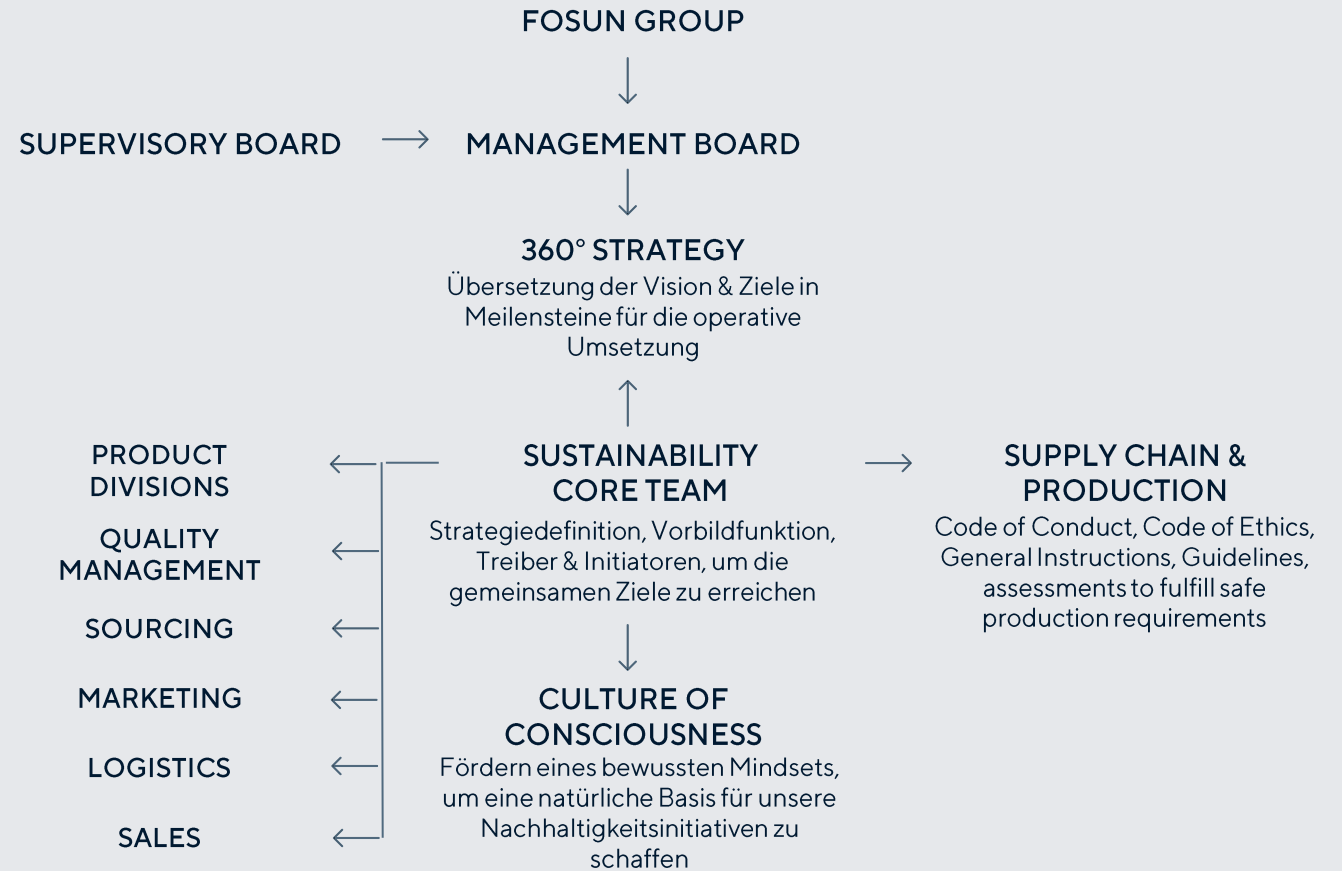 FOSUN GROUP
SUPERVISORY BOARD
MANAGEMENT BOARD
360° STRATEGY
Übersetzung der Vision & Ziele in
Meilensteine für die operative
Umsetzung
PRODUCT
DIVISIONS
QUALITY
MANAGEMENT
SOURCING
MARKETING
LOGISTICS
SALES
SUSTAINABILITY
CORE TEAM
Strategiedefinition, Vorbildfunktion,
Treiber & Initiatoren, um die
gemeinsamen Ziele zu erreichen
CULTURE OF
CONSCIOUSNESS
Fördern eines bewussten Mindsets,
um eine natürliche Basis für unsere
Nachhaltigkeitsinitiativen zu
schaffen
SUPPLY CHAIN &
PRODUCTION
Code of Conduct, Code of Ethics,
General Instructions, Guidelines,
assessments to fulfill safe
production requirements